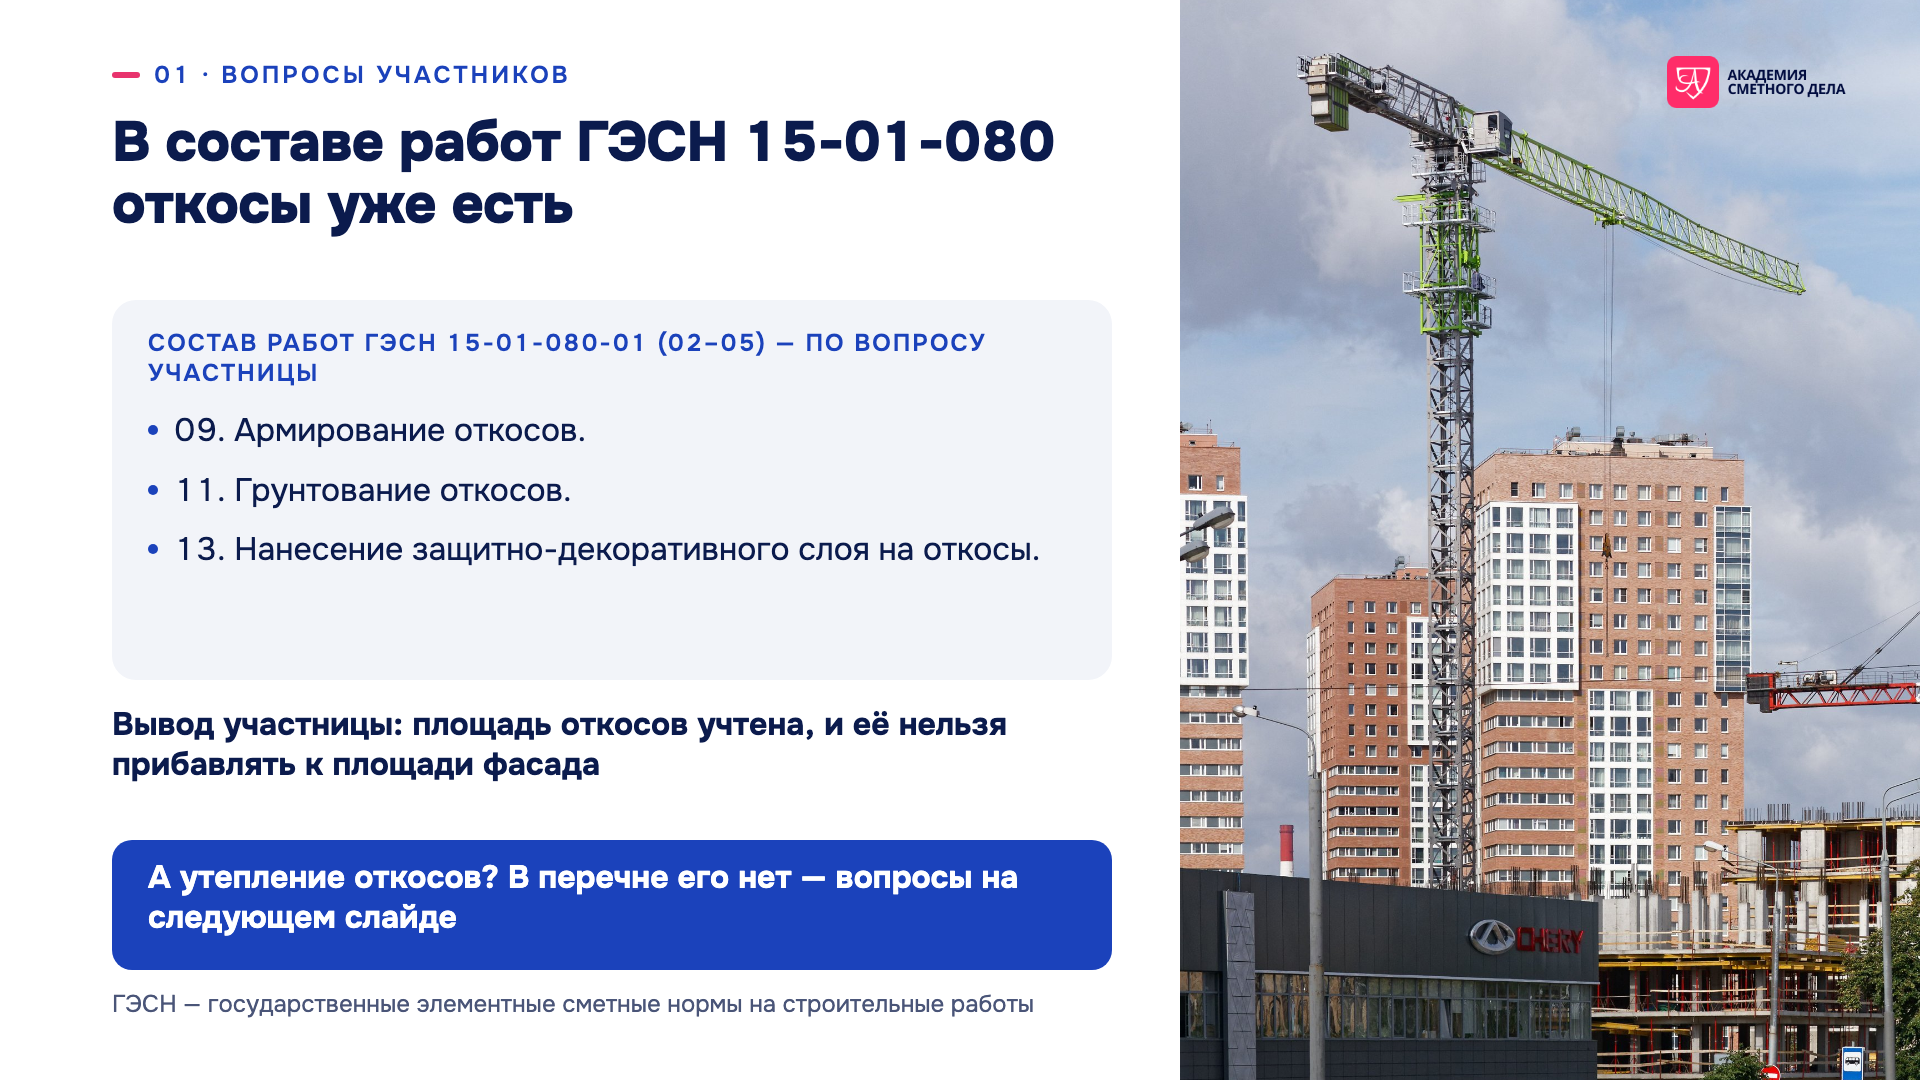 01 · ВОПРОСЫ УЧАСТНИКОВ
В составе работ ГЭСН 15-01-080
откосы уже есть
СОСТАВ РАБОТ ГЭСН 15-01-080-01 (02–05) — ПО ВОПРОСУ
УЧАСТНИЦЫ
• 09. Армирование откосов.
• 11. Грунтование откосов.
• 13. Нанесение защитно-декоративного слоя на откосы.
Вывод участницы: площадь откосов учтена, и её нельзя
прибавлять к площади фасада
А утепление откосов? В перечне его нет — вопросы на
следующем слайде
ГЭСН — государственные элементные сметные нормы на строительные работы
АКАДЕМИЯ
СМЕТНОГО ДЕЛА
CHERY